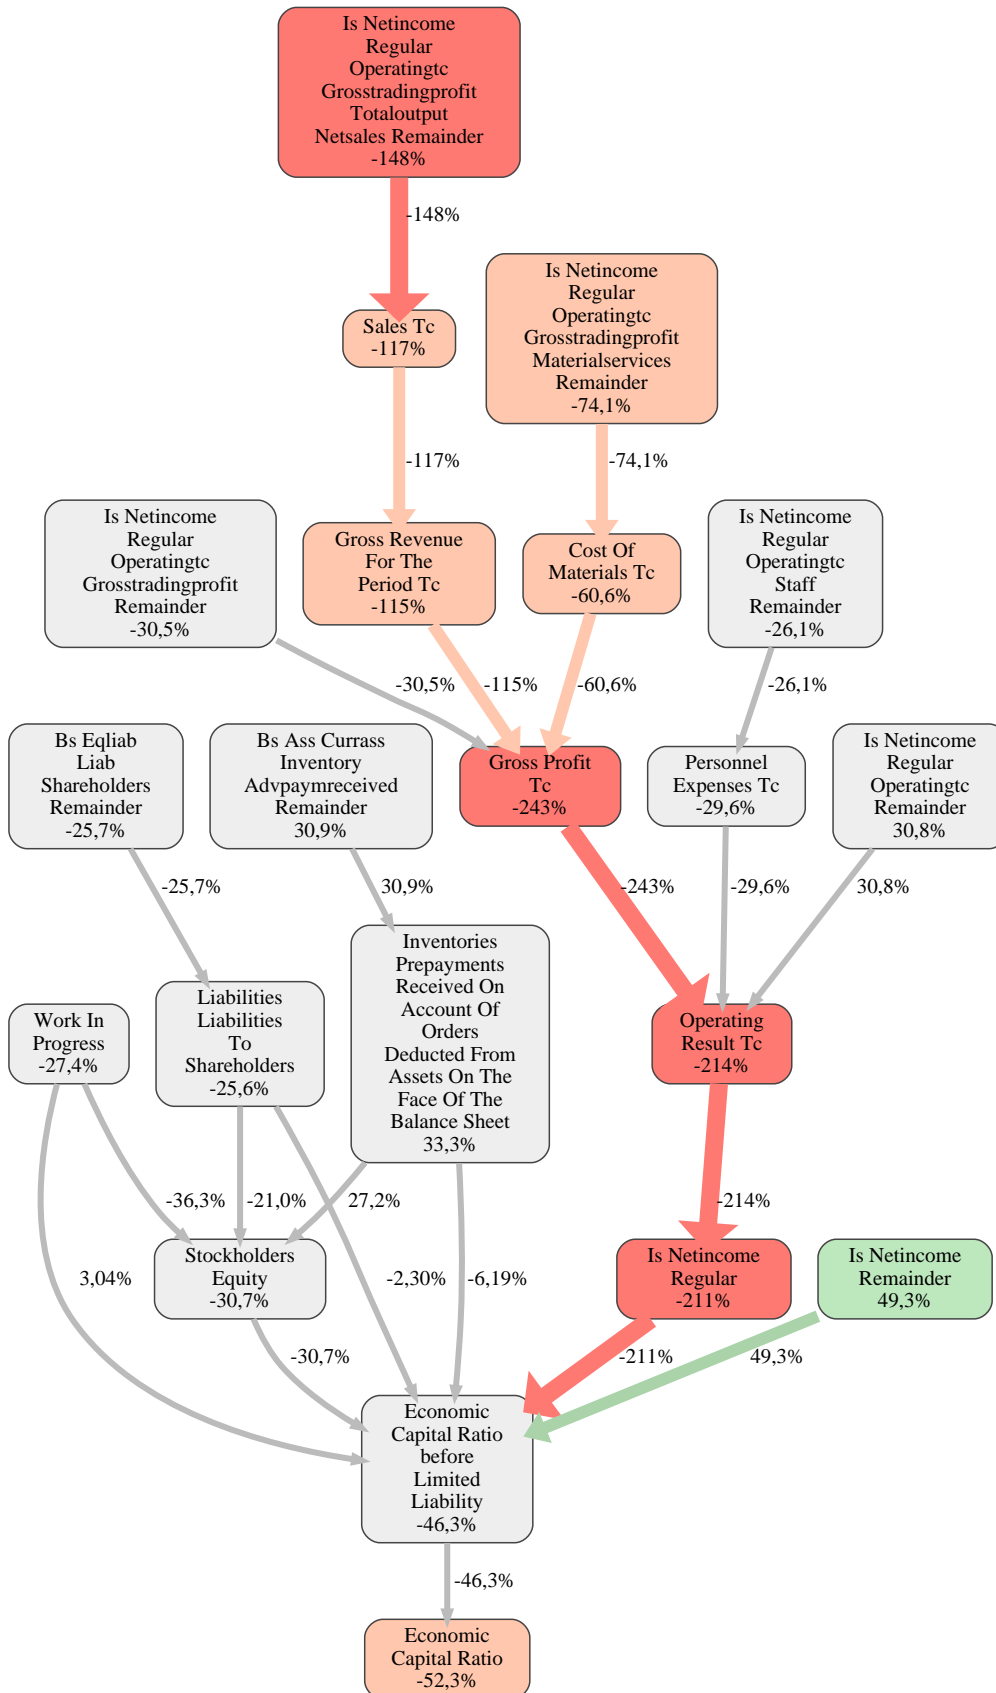 Is Netincome
Regular
Operatingtc
Grosstradingprofit
Totaloutput
Netsales Remainder
-148%
-148%
Is Netincome
Regular
Operatingtc
Grosstradingprofit
Materialservices
Remainder
-74,1%
Sales Tc
-117%
-117%
-74,1%
Is Netincome
Regular
Operatingtc
Grosstradingprofit
Remainder
-30,5%
Gross Revenue
For The
Period Tc
-115%
Cost Of
Materials Tc
-60,6%
Is Netincome
Regular
Operatingtc
Staff
Remainder
-26,1%
-30,5%
-115%
-60,6%
-26,1%
Bs Eqliab
Liab
Shareholders
Remainder
-25,7%
Bs Ass Currass
Inventory
Advpaymreceived
Remainder
30,9%
Gross Profit
Tc
-243%
Personnel
Expenses Tc
-29,6%
Is Netincome
Regular
Operatingtc
Remainder
30,8%
-25,7%
30,9%
-243%
-29,6%
30,8%
Work In
Progress
-27,4%
Liabilities
Liabilities
To
Shareholders
-25,6%
Inventories
Prepayments
Received On
Account Of
Orders
Deducted From
Assets On The
Face Of The
Balance Sheet
33,3%
Operating
Result Tc
-214%
-36,3%
-21,0%
27,2%
-214%
Stockholders
Equity
-30,7%
3,04%
-2,30%
-6,19%
Is Netincome
Regular
-211%
Is Netincome
Remainder
49,3%
-30,7%
-211%
49,3%
Economic
Capital Ratio
before
Limited
Liability
-46,3%
-46,3%
Economic
Capital Ratio
-52,3%